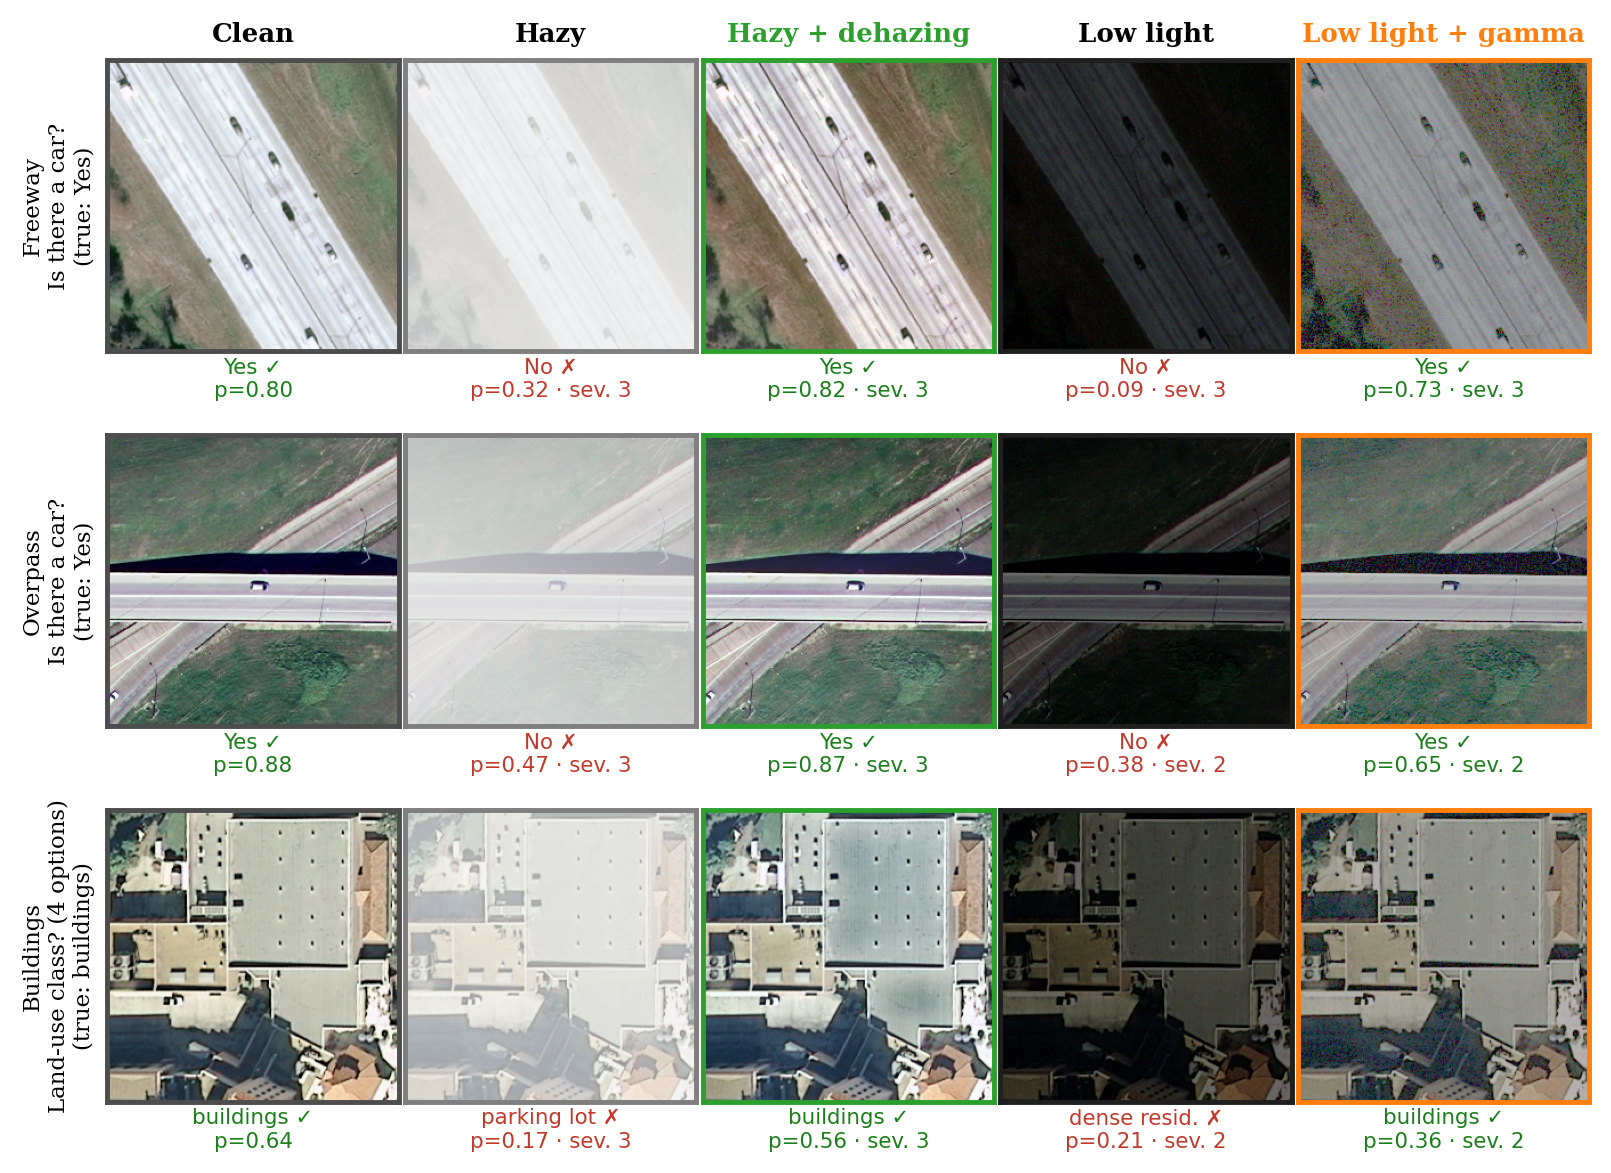 Clean Hazy Hazy + dehazing Low light Low light + gamma
Freeway
Is there a car?
(true: Yes)
Yes ✓ No ✗ Yes ✓ No ✗ Yes ✓
p=0.80 p=0.32 · sev. 3 p=0.82 · sev. 3 p=0.09 · sev. 3 p=0.73 · sev. 3
Overpass
Is there a car?
(true: Yes)
Yes ✓ No ✗ Yes ✓ No ✗ Yes ✓
p=0.88 p=0.47 · sev. 3 p=0.87 · sev. 3 p=0.38 · sev. 2 p=0.65 · sev. 2
Buildings
Land-use class? (4 options)
(true: buildings)
buildings ✓ parking lot ✗ buildings ✓ dense resid. ✗ buildings ✓
p=0.64 p=0.17 · sev. 3 p=0.56 · sev. 3 p=0.21 · sev. 2 p=0.36 · sev. 2